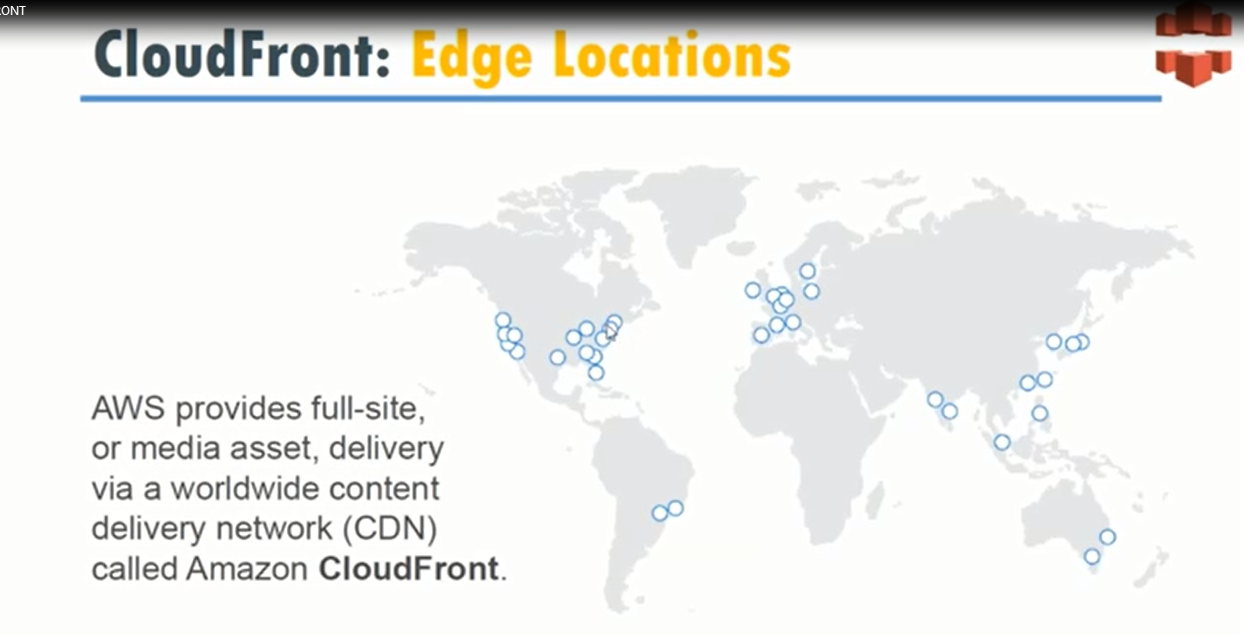 ONT
CloudFront: Edge Locations
AWS provides full-site,
or media asset, delivery
via a worldwide content
delivery network (CDN)
called Amazon CloudFront.